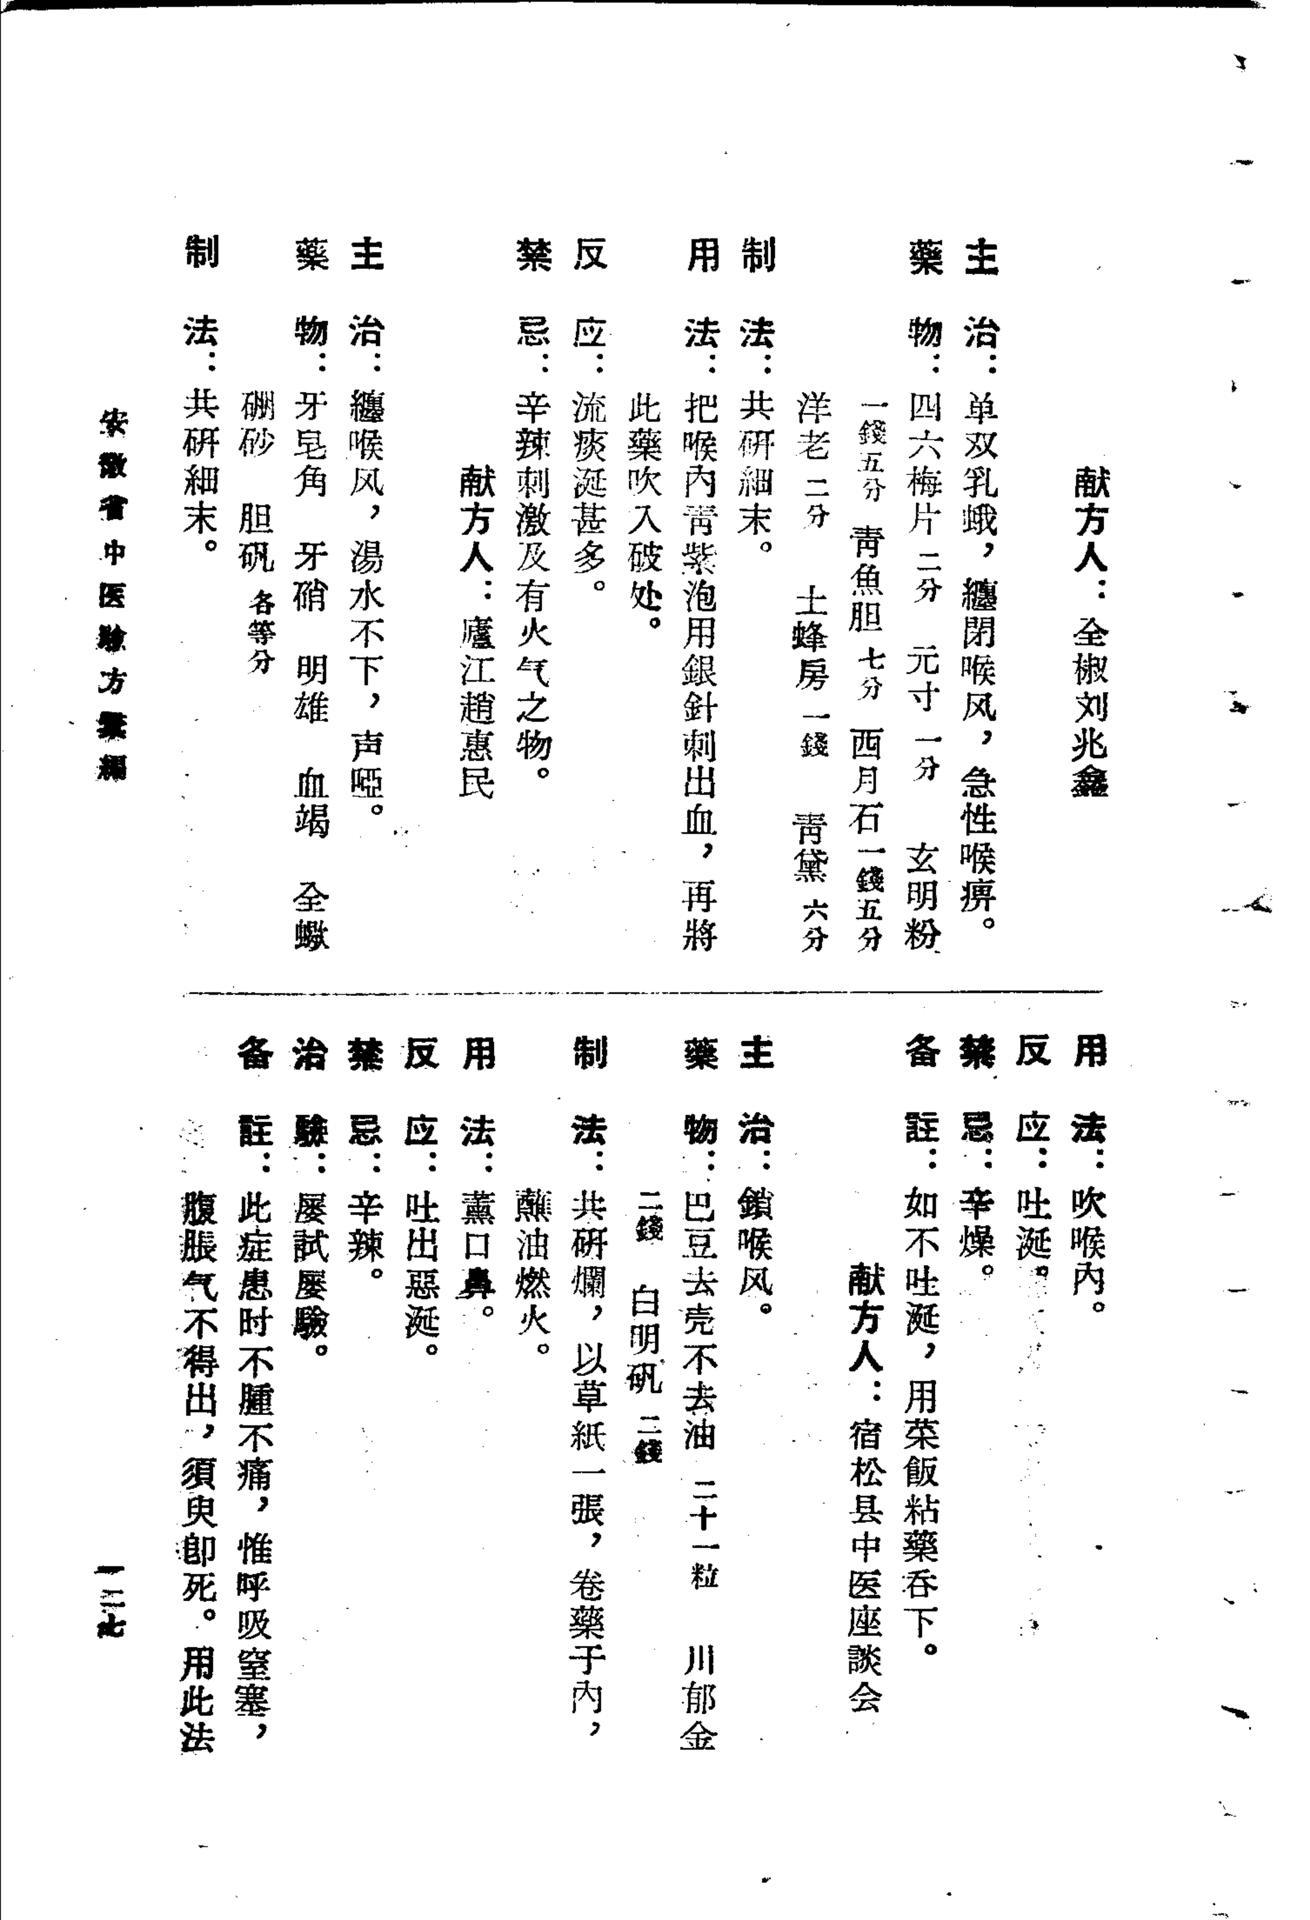 献方人：全椒刘兆鑫
主　治：单双乳蛾，纏閉喉风，急性喉痹。
藥　物：四六梅片二分　元寸一分　玄明粉
一錢五分　靑魚胆七分　西月石一錢五分
洋老二分　土蜂房一錢　靑黛六分
制　法：共研細末。
用　法：把喉內靑紫泡用銀針刺出血，再將
此藥吹入破处。
反　应：流痰涎甚多。
禁　忌：辛辣刺激及有火气之物。
献方人：廬江趙惠民
主　治：纏喉风，湯水不下，声啞。
藥　物：牙皂角　牙硝　明雄　血竭　全蠍
硼砂　胆矾各等分
制　法：共研細末。
用　法：吹喉內。
反　应：吐涎。
禁　忌：辛燥。
备　註：如不吐涎，用菜飯粘藥呑下。
献方人：宿松县中医座談会
主　治：鎖喉风。
藥　物：巴豆去壳不去油二十一粒　川郁金
二錢　白明矾二錢
制　法：共研爛，以草紙一張，卷藥于內，
蘸油燃火。
用　法：薰口鼻。
反　应：吐出惡涎。
禁　忌：辛辣。
治　驗：屡試屡驗。
备　註：此症患时不腫不痛，惟呼吸窒塞，
腹脹气不得出，須臾卽死。用此法
安徽省中医驗方彙編
一二七